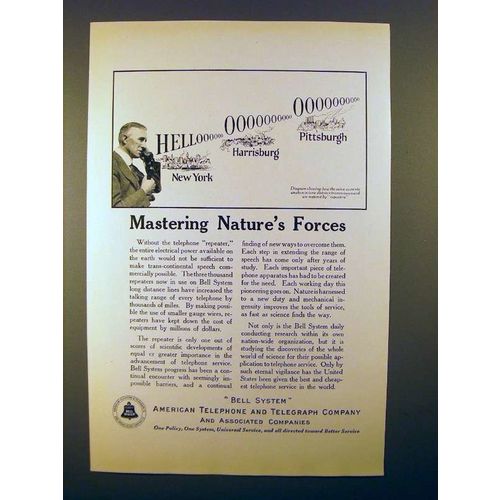 HELLOOOOOOO
OOOOOOOOOO
OOOOOOOOOO
New York
Harrisburg
Pittsburgh
Diagram showing how the voice currents
are restored by "repeaters"
Mastering Nature's Forces
Without the telephone "repeater,"
the entire electrical power available on
the earth would not be sufficient to
make trans-continental speech com-
mercially possible. The three thousand
repeaters now in use on Bell System
long distance lines have increased the
talking range of every telephone by
thousands of miles. By making possi-
ble the use of smaller gauge wires, re-
peaters have kept down the cost of
equipment by millions of dollars.
The repeater is only one out of
scores of scientific developments of
equal or greater importance in the
advancement of telephone service.
Bell System progress has been a con-
tinual encounter with seemingly im-
possible barriers, and a continual
finding of new ways to overcome them.
Each step in extending the range of
speech has come only after years of
study. Each important piece of tele-
phone apparatus has had to be created
for the need. Each working day this
pioneering goes on. Nature is harnessed
to a new duty and mechanical in-
genuity improves the tools of service,
as fast as science finds the way.
Not only is the Bell System daily
conducting research within its own
nation-wide organization, but it is
studying the discoveries of the whole
world of science for their possible ap-
plication to telephone service. Only by
such eternal vigilance has the United
States been given the best and cheap-
est telephone service in the world.
"BELL SYSTEM"
AMERICAN TELEPHONE AND TELEGRAPH COMPANY
AND ASSOCIATED COMPANIES
One Policy, One System, Universal Service, and all directed toward Better Service